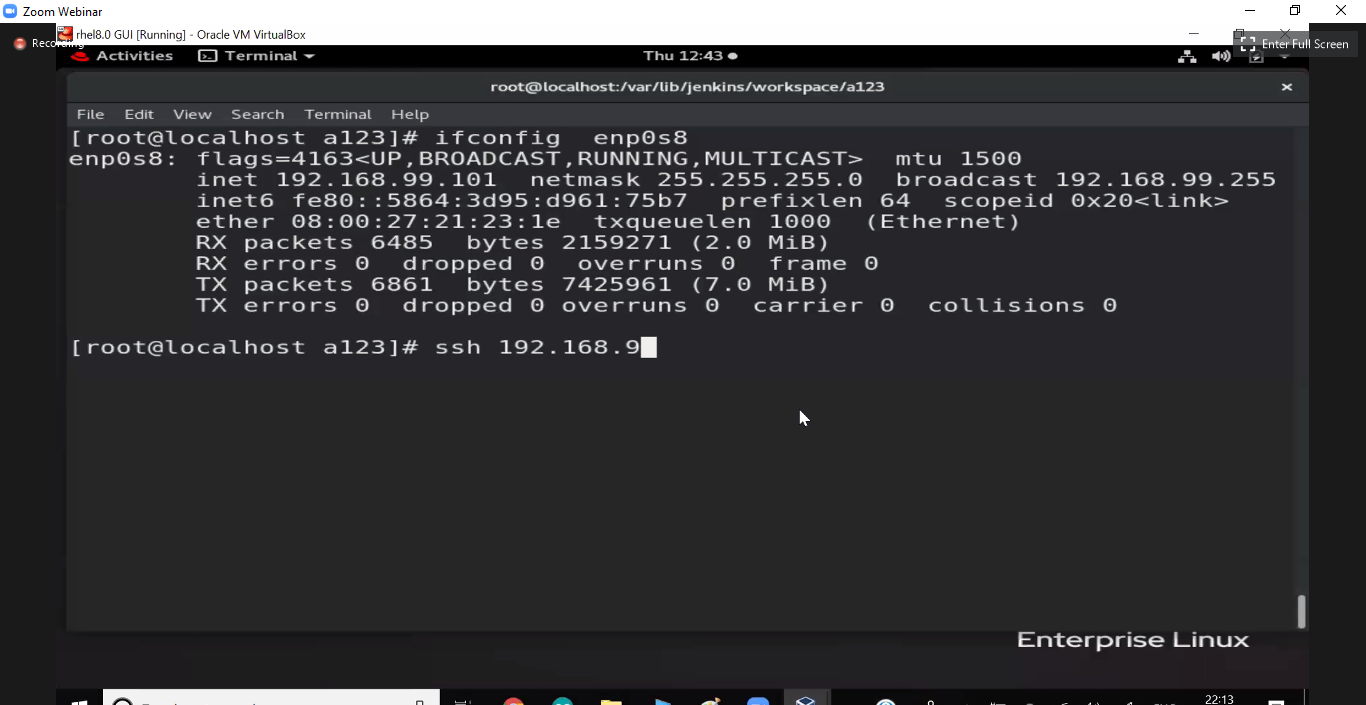 Zoom Webinar
rhel8.0 GUI [Running] - Oracle VM VirtualBox
Recording
Enter Full Screen
Activities Terminal Thu 12:43
root@localhost:/var/lib/jenkins/workspace/a123
File Edit View Search Terminal Help
[root@localhost a123]# ifconfig enp0s8
enp0s8: flags=4163<UP,BROADCAST,RUNNING,MULTICAST> mtu 1500
inet 192.168.99.101 netmask 255.255.255.0 broadcast 192.168.99.255
inet6 fe80::5864:3d95:d961:75b7 prefixlen 64 scopeid 0x20<link>
ether 08:00:27:21:23:1e txqueuelen 1000 (Ethernet)
RX packets 6485 bytes 2159271 (2.0 MiB)
RX errors 0 dropped 0 overruns 0 frame 0
TX packets 6861 bytes 7425961 (7.0 MiB)
TX errors 0 dropped 0 overruns 0 carrier 0 collisions 0
[root@localhost a123]# ssh 192.168.9
Enterprise Linux
22:13